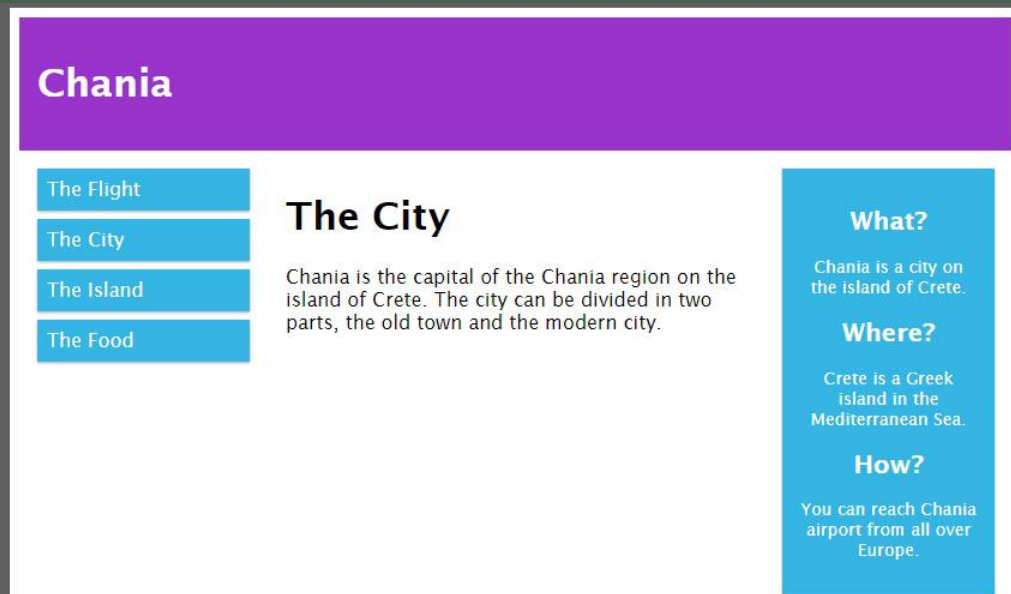 Chania
The Flight
The City
The Island
The Food
The City
Chania is the capital of the Chania region on the
island of Crete. The city can be divided in two
parts, the old town and the modern city.
What?
Chania is a city on
the island of Crete.
Where?
Crete is a Greek
island in the
Mediterranean Sea.
How?
You can reach Chania
airport from all over
Europe.